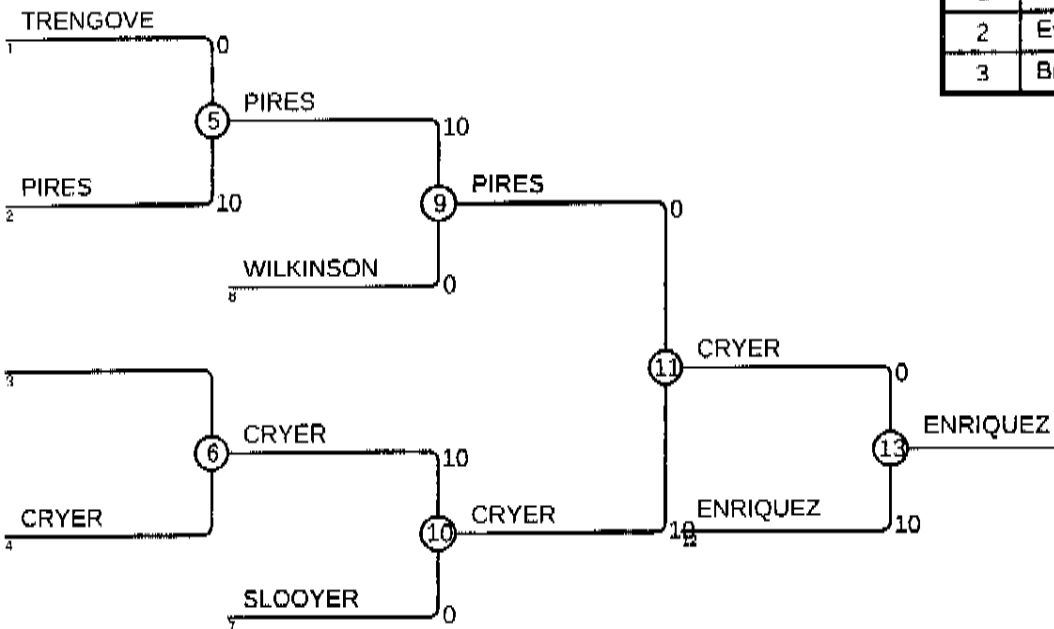 TRENGOVE
1
0
2
3
5
PIRES
10
PIRES
2
10
9
PIRES
0
WILKINSON
8
0
3
11
CRYER
0
6
CRYER
10
13
ENRIQUEZ
CRYER
4
10
CRYER
ENRIQUEZ
10
SLOOYER
7
0